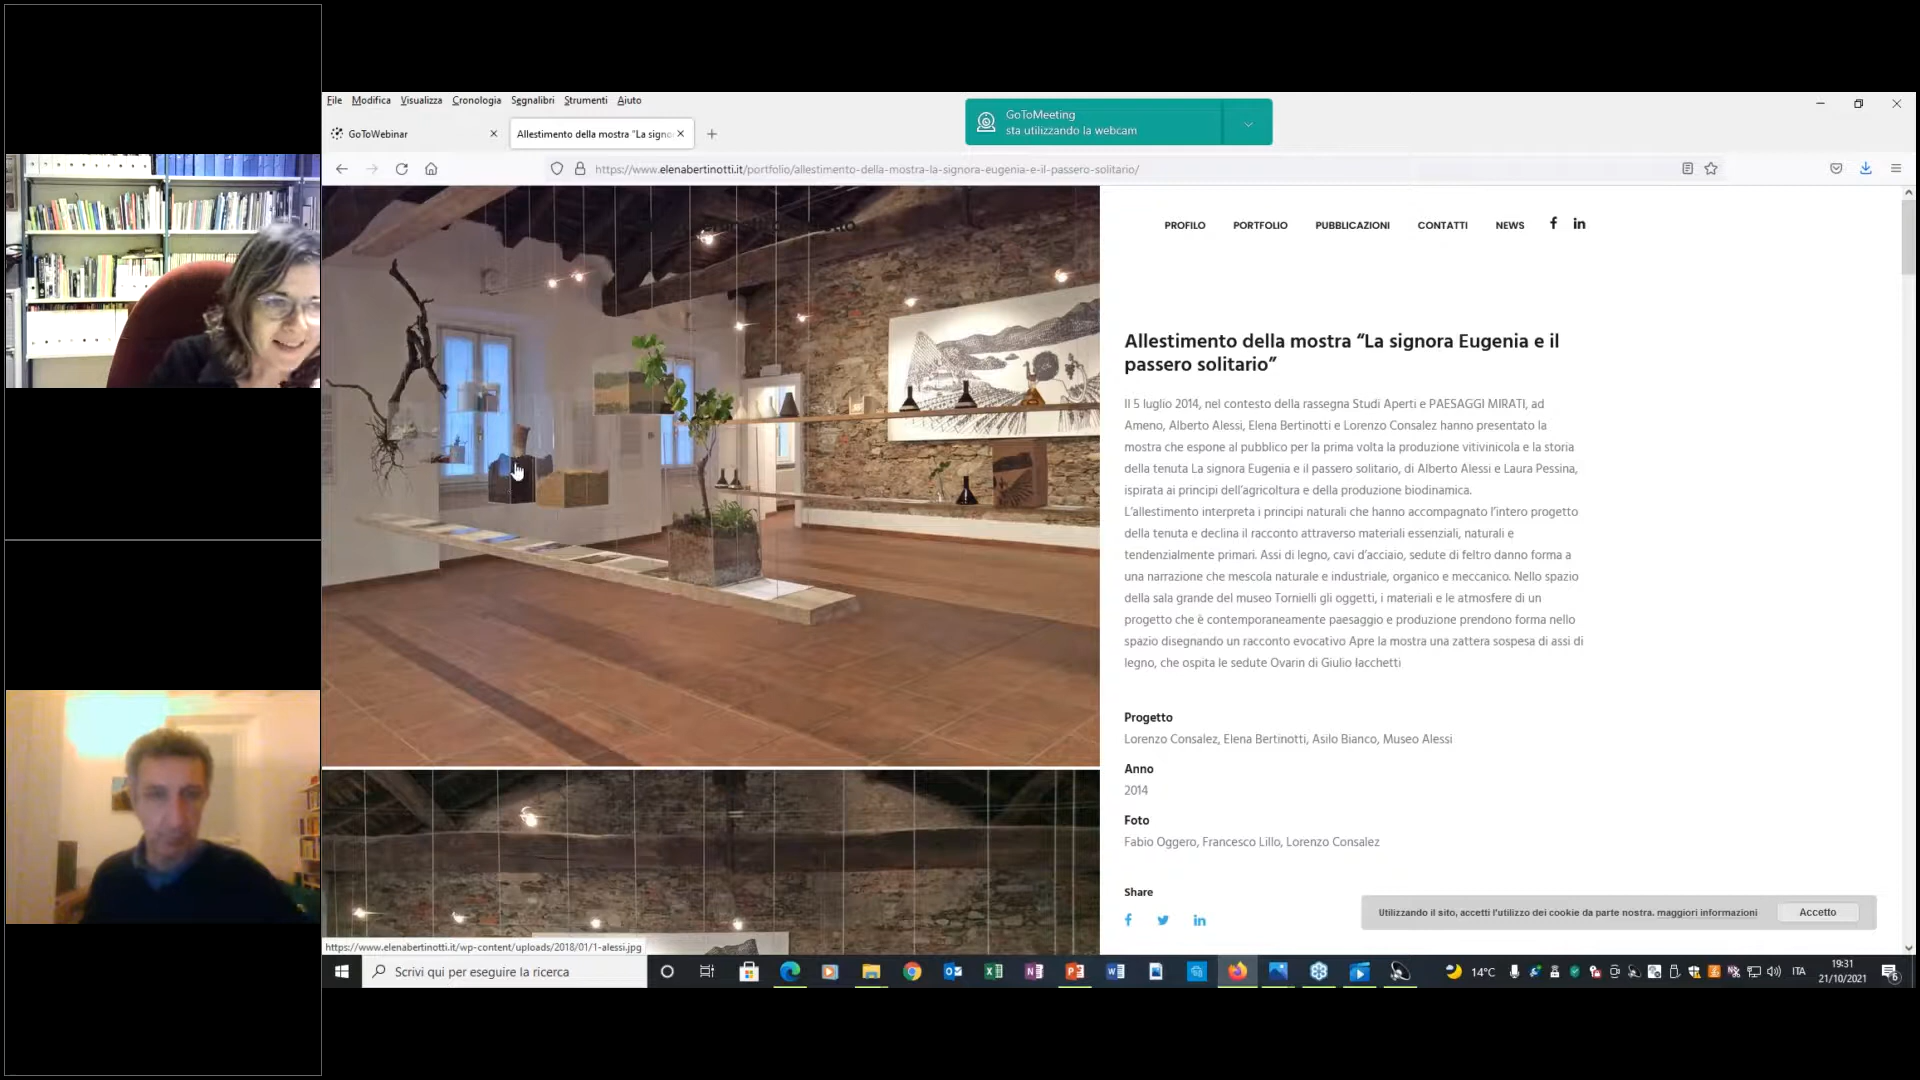 File Modifica Visualizza Cronologia Segnalibri Strumenti Aiuto
GoToMeeting
sta utilizzando la webcam
GoToWebinar
Allestimento della mostra “La signo
https://www.elenabertinotti.it/portfolio/allestimento-della-mostra-la-signora-eugenia-e-il-passero-solitario/
PROFILO PORTFOLIO PUBBLICAZIONI CONTATTI NEWS
Allestimento della mostra “La signora Eugenia e il
passero solitario”
Il 5 luglio 2014, nel contesto della rassegna Studi Aperti e PAESAGGI MIRATI, ad
Ameno, Alberto Alessi, Elena Bertinotti e Lorenzo Consalez hanno presentato la
mostra che espone al pubblico per la prima volta la produzione vitivinicola e la storia
della tenuta La signora Eugenia e il passero solitario, di Alberto Alessi e Laura Pessina,
ispirata ai principi dell’agricoltura e della produzione biodinamica.
L’allestimento interpreta i principi naturali che hanno accompagnato l’intero progetto
della tenuta e declina il racconto attraverso materiali essenziali, naturali e
tendenzialmente primari. Assi di legno, cavi d’acciaio, sedute di feltro danno forma a
una narrazione che mescola naturale e industriale, organico e meccanico. Nello spazio
della sala grande del museo Tornielli gli oggetti, i materiali e le atmosfere di un
progetto che è contemporaneamente paesaggio e produzione prendono forma nello
spazio disegnando un racconto evocativo Apre la mostra una zattera sospesa di assi di
legno, che ospita le sedute Ovarin di Giulio Iacchetti
Progetto
Lorenzo Consalez, Elena Bertinotti, Asilo Bianco, Museo Alessi
Anno
2014
Foto
Fabio Oggero, Francesco Lillo, Lorenzo Consalez
Share
Utilizzando il sito, accetti l'utilizzo dei cookie da parte nostra. maggiori informazioni
Accetto
https://www.elenabertinotti.it/wp-content/uploads/2018/01/1-alessi.jpg
Scrivi qui per eseguire la ricerca
14°C
ITA
19:31
21/10/2021
6